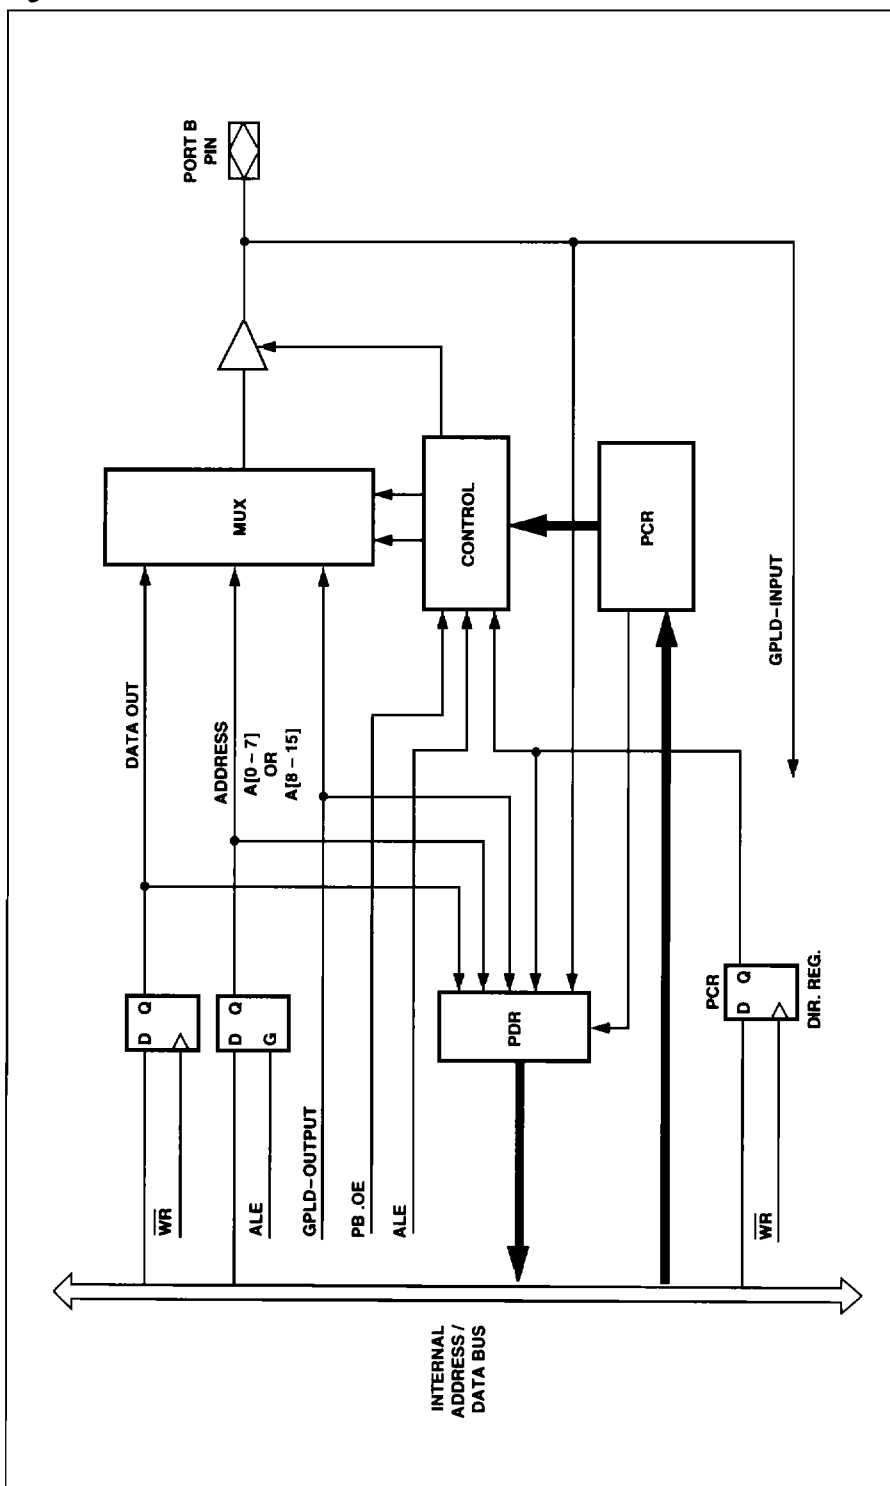 INTERNAL
ADDRESS /
DATA BUS
WR
ALE
GPLD–OUTPUT
PB .OE
ALE
WR
D Q
D Q
G
PDR
PCR
D Q
DIR. REG.
DATA OUT
ADDRESS
A[0 – 7]
OR
A[8 – 15]
MUX
CONTROL
PCR
GPLD–INPUT
PORT B
PIN